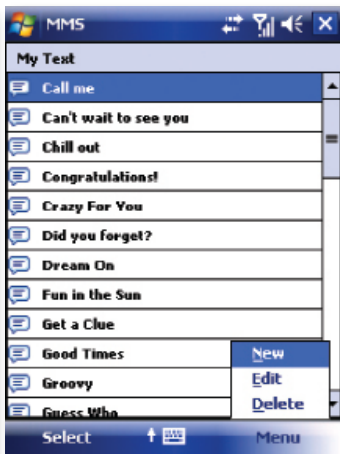 MMS
My Text
Call me
Can't wait to see you
Chill out
Congratulations!
Crazy For You
Did you forget?
Dream On
Fun in the Sun
Get a Clue
Good Times
Groovy
Guess Who
New
Edit
Delete
Select
Menu